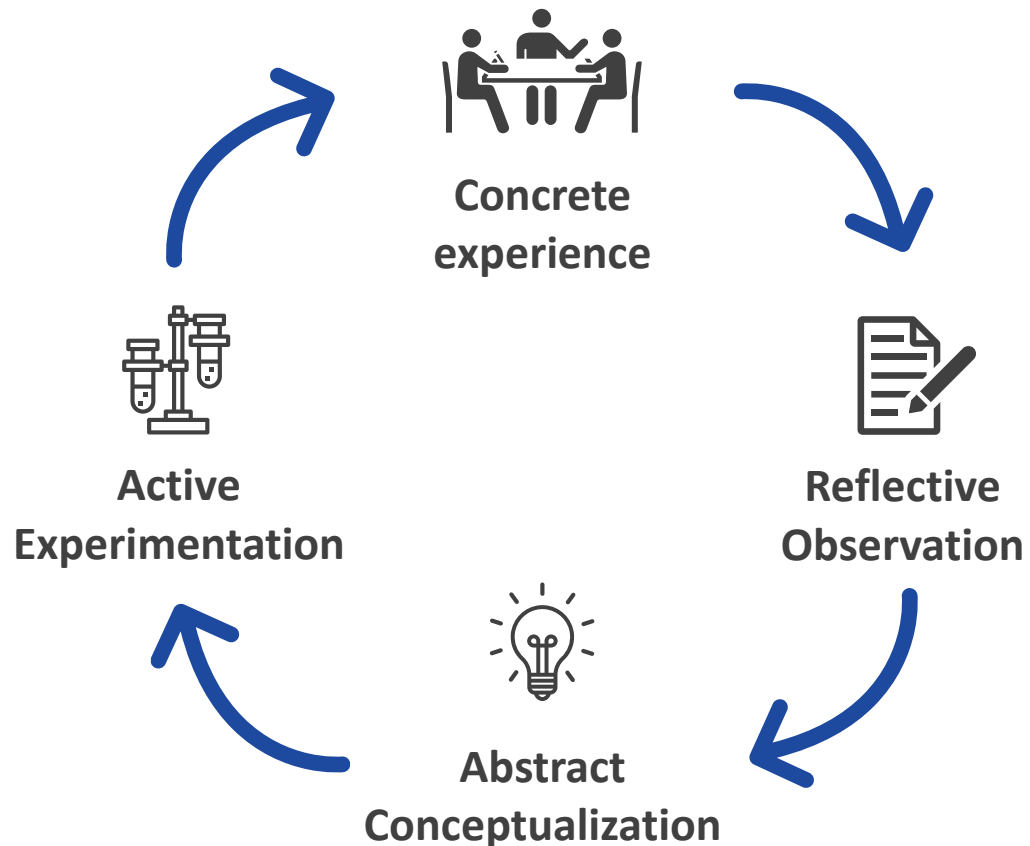 Concrete
experience
Reflective
Observation
Abstract
Conceptualization
Active
Experimentation